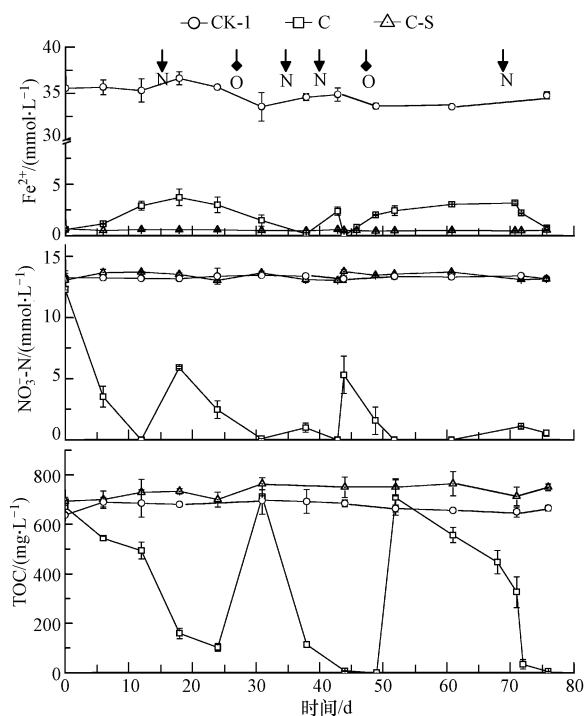 CK-1 C C-S
N O N N O N
40
35
30
5
0
Fe²⁺/(mmol·L⁻¹)
15
10
5
0
NO₃⁻-N/(mmol·L⁻¹)
800
600
400
200
0
TOC/(mg·L⁻¹)
0 10 20 30 40 50 60 70 80
时间/d